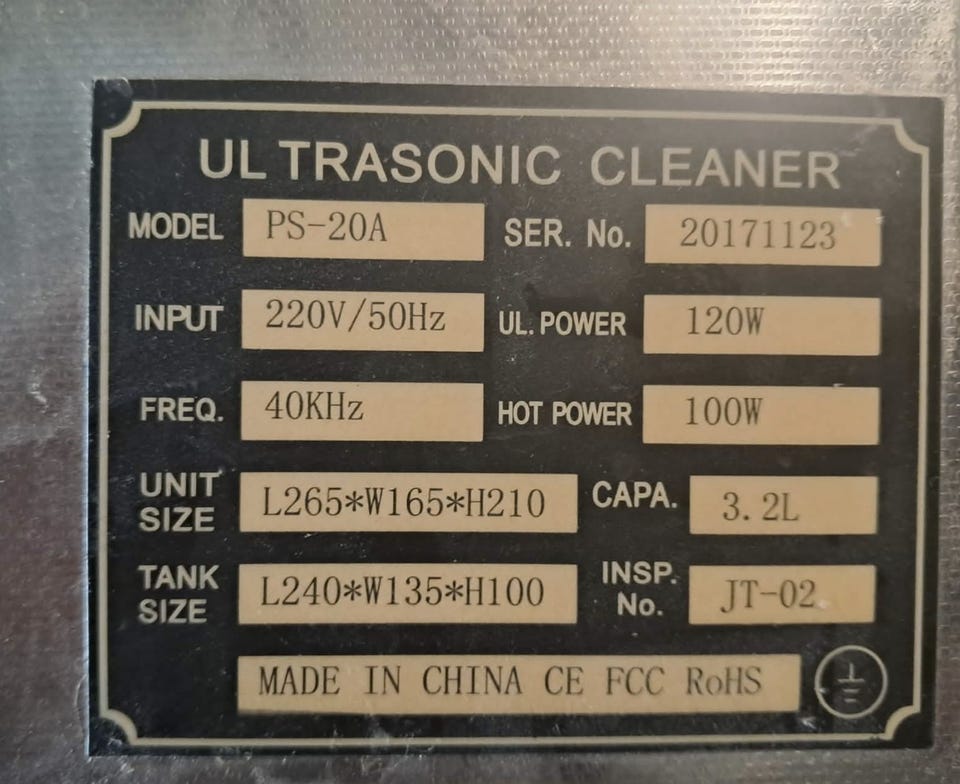 ULTRASONIC CLEANER
MODEL PS-20A SER. No. 20171123
INPUT 220V/50Hz UL. POWER 120W
FREQ. 40KHz HOT POWER 100W
UNIT SIZE L265*W165*H210 CAPA. 3.2L
TANK SIZE L240*W135*H100 INSP. No. JT-02
MADE IN CHINA CE FCC RoHS